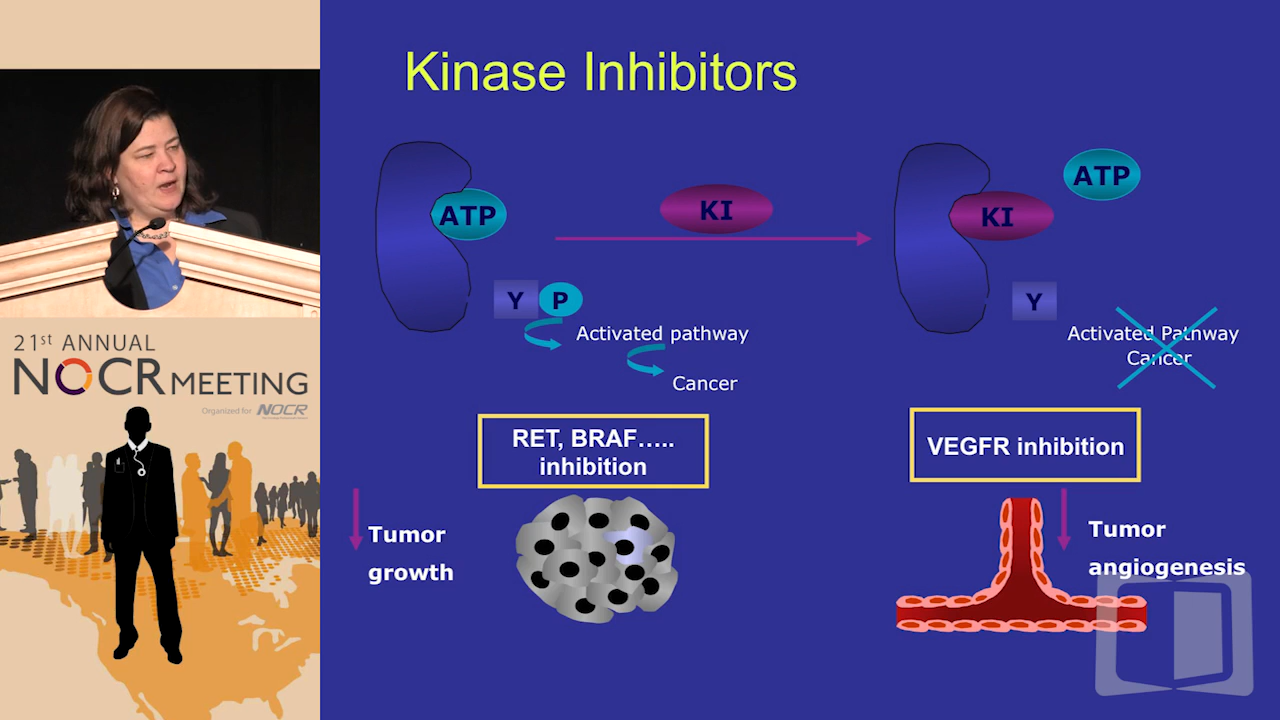 Kinase Inhibitors
ATP
KI
KI
ATP
Y P
Y
Activated pathway
Cancer
Activated Pathway
Cancer
RET, BRAF…..
inhibition
VEGFR inhibition
Tumor
growth
Tumor
angiogenesis
21st ANNUAL
NOCR MEETING
Organized for NOCR